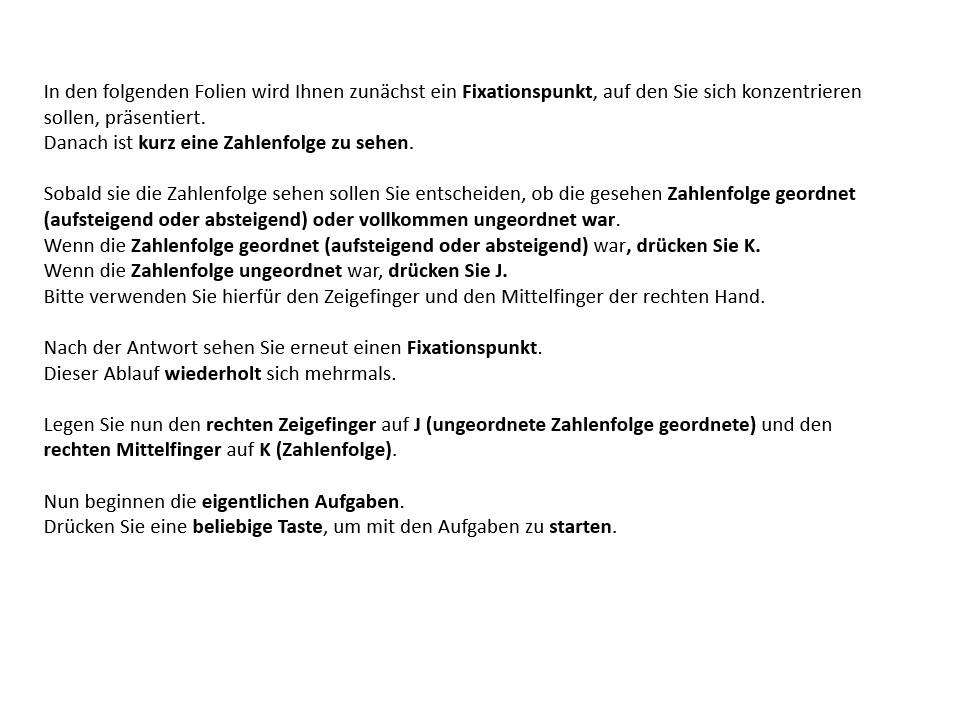 In den folgenden Folien wird Ihnen zunächst ein Fixationspunkt, auf den Sie sich konzentrieren
sollen, präsentiert.
Danach ist kurz eine Zahlenfolge zu sehen.
Sobald sie die Zahlenfolge sehen sollen Sie entscheiden, ob die gesehen Zahlenfolge geordnet
(aufsteigend oder absteigend) oder vollkommen ungeordnet war.
Wenn die Zahlenfolge geordnet (aufsteigend oder absteigend) war, drücken Sie K.
Wenn die Zahlenfolge ungeordnet war, drücken Sie J.
Bitte verwenden Sie hierfür den Zeigefinger und den Mittelfinger der rechten Hand.
Nach der Antwort sehen Sie erneut einen Fixationspunkt.
Dieser Ablauf wiederholt sich mehrmals.
Legen Sie nun den rechten Zeigefinger auf J (ungeordnete Zahlenfolge geordnete) und den
rechten Mittelfinger auf K (Zahlenfolge).
Nun beginnen die eigentlichen Aufgaben.
Drücken Sie eine beliebige Taste, um mit den Aufgaben zu starten.